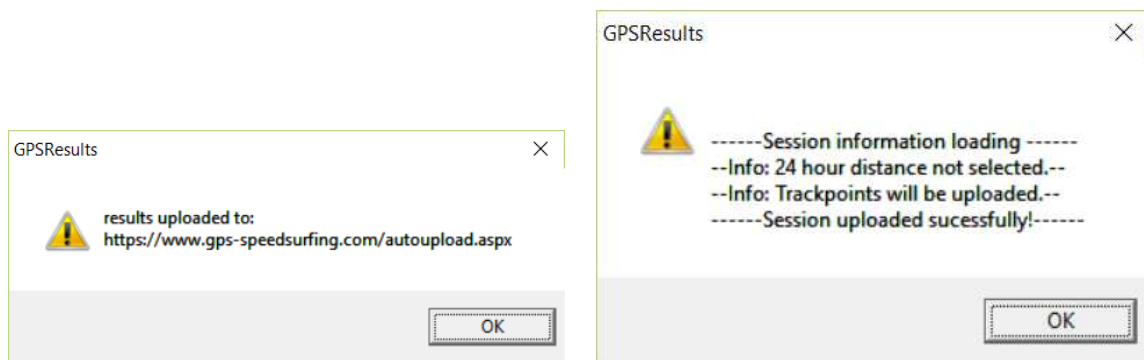 GPSResults
results uploaded to:
https://www.gps-speedsurfing.com/autoupload.aspx
OK
GPSResults
------Session information loading ------
--Info: 24 hour distance not selected.--
--Info: Trackpoints will be uploaded.--
------Session uploaded sucessfully!------
OK